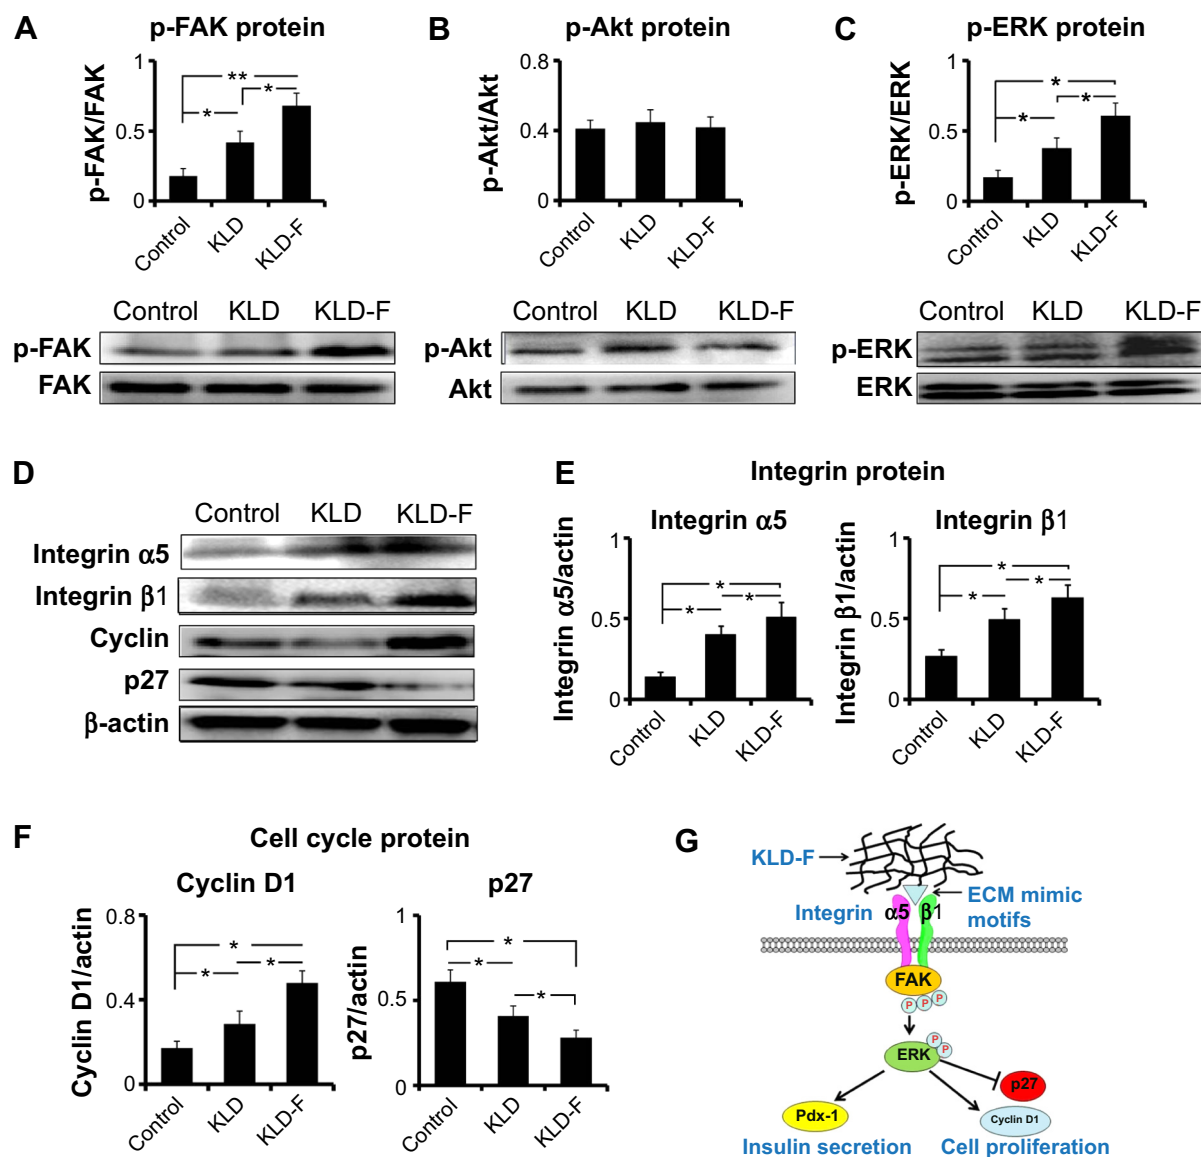 A
p-FAK protein
p-FAK/FAK
1
0.5
0
**
*
*
Control
KLD
KLD-F
Control KLD KLD-F
p-FAK
FAK
B
p-Akt protein
p-Akt/Akt
0.8
0.4
0
Control
KLD
KLD-F
Control KLD KLD-F
p-Akt
Akt
C
p-ERK protein
p-ERK/ERK
1
0.5
0
*
*
*
Control
KLD
KLD-F
Control KLD KLD-F
p-ERK
ERK
D
Control KLD KLD-F
Integrin α5
Integrin β1
Cyclin
p27
β-actin
E
Integrin protein
Integrin α5
Integrin α5/actin
1
0.5
0
*
*
*
Control
KLD
KLD-F
Integrin β1
Integrin β1/actin
1
0.5
0
*
*
*
Control
KLD
KLD-F
F
Cell cycle protein
Cyclin D1
Cyclin D1/actin
0.8
0.4
0
*
*
*
Control
KLD
KLD-F
p27
p27/actin
1
0.5
0
*
*
*
Control
KLD
KLD-F
G
KLD-F
ECM mimic
motifs
Integrin α5 β1
FAK
P P P
ERK
P
P
p27
Pdx-1
Cyclin D1
Insulin secretion
Cell proliferation